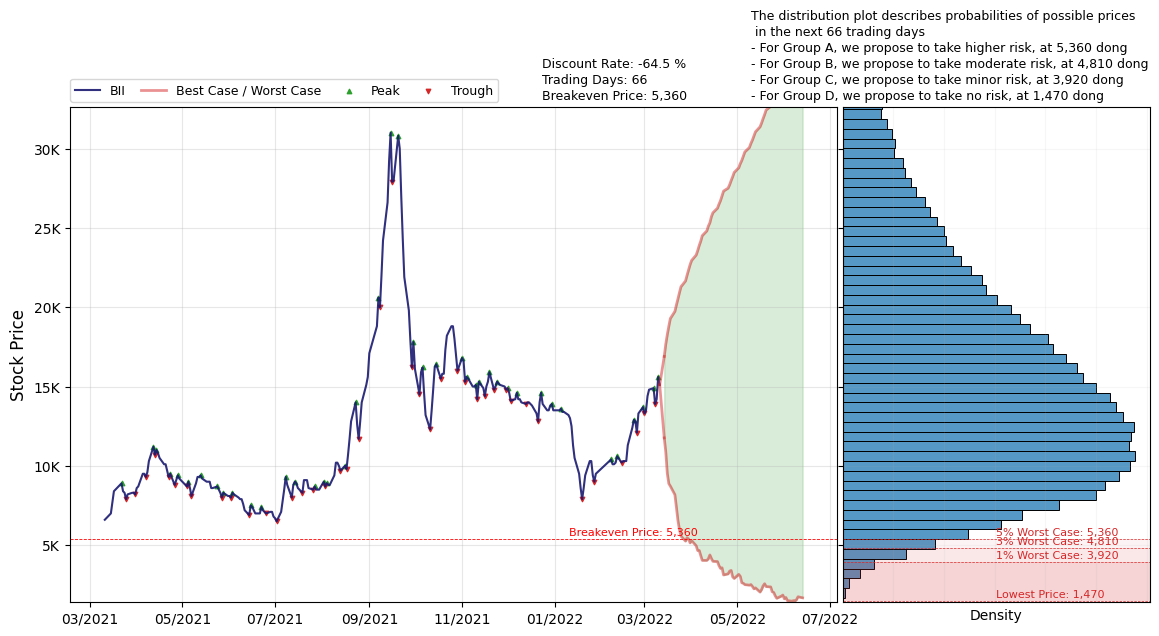 The distribution plot describes probabilities of possible prices
in the next 66 trading days
- For Group A, we propose to take higher risk, at 5,360 dong
- For Group B, we propose to take moderate risk, at 4,810 dong
- For Group C, we propose to take minor risk, at 3,920 dong
- For Group D, we propose to take no risk, at 1,470 dong
Discount Rate: -64.5 %
Trading Days: 66
Breakeven Price: 5,360
BII
Best Case / Worst Case
Peak
Trough
Stock Price
30K
25K
20K
15K
10K
5K
Breakeven Price: 5,360
5% Worst Case: 5,360
3% Worst Case: 4,810
1% Worst Case: 3,920
Lowest Price: 1,470
03/2021
05/2021
07/2021
09/2021
11/2021
01/2022
03/2022
05/2022
07/2022
Density